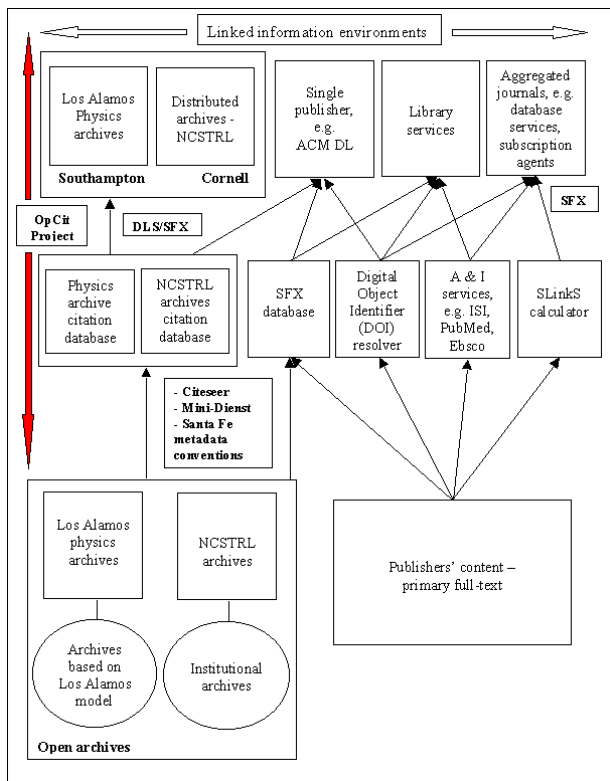 Linked information environments
Los Alamos
Physics
archives
Distributed
archives -
NCSTRL
Southampton
Cornell
Single
publisher,
e.g.
ACM DL
Library
services
Aggregated
journals, e.g.
database
services,
subscription
agents
OpCit
Project
DLS/SFX
SFX
Physics
archive
citation
database
NCSTRL
archives
citation
database
SFX
database
Digital
Object
Identifier
(DOI)
resolver
A & I
services,
e.g. ISI,
PubMed,
Ebsco
SLinkS
calculator
- Citeseer
- Mini-Dienst
- Santa Fe
metadata
conventions
Los Alamos
physics
archives
NCSTRL
archives
Publishers' content –
primary full-text
Archives
based on
Los Alamos
model
Institutional
archives
Open archives